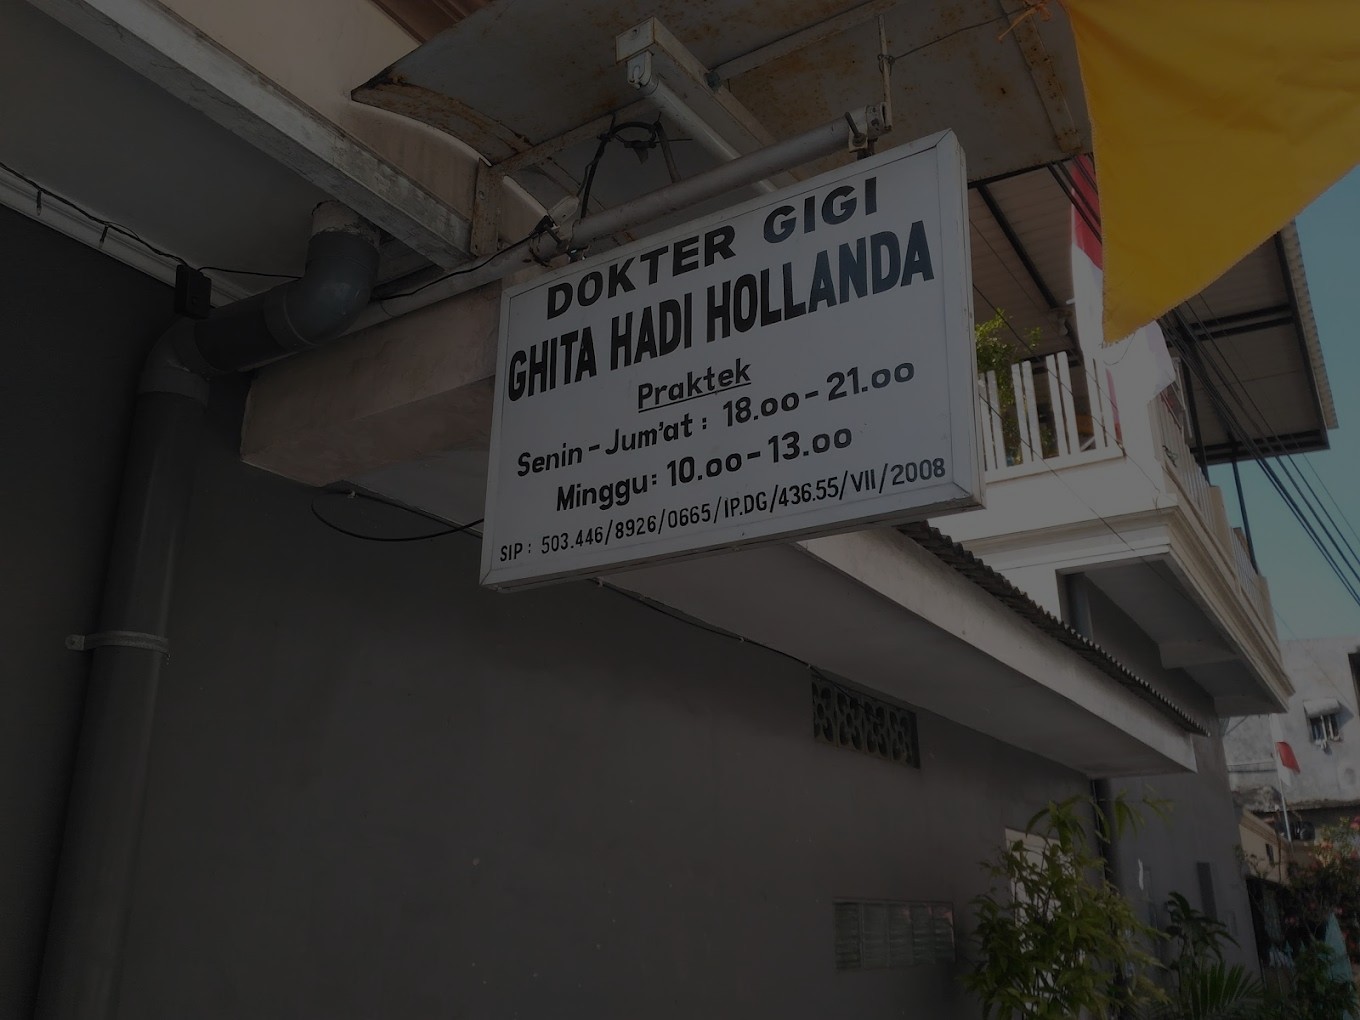 DOKTER GIGI
GHITA HADI HOLLANDA
Praktek
Senin - Jum'at : 18.00 - 21.00
Minggu : 10.00 - 13.00
SIP : 503.446/8926/0665/IP.DG/436.55/VII/2008